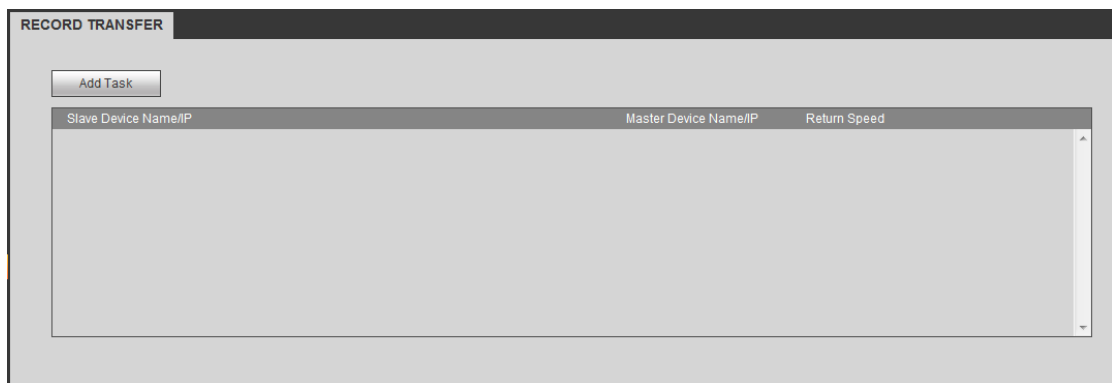 RECORD TRANSFER
Add Task
Slave Device Name/IP Master Device Name/IP Return Speed